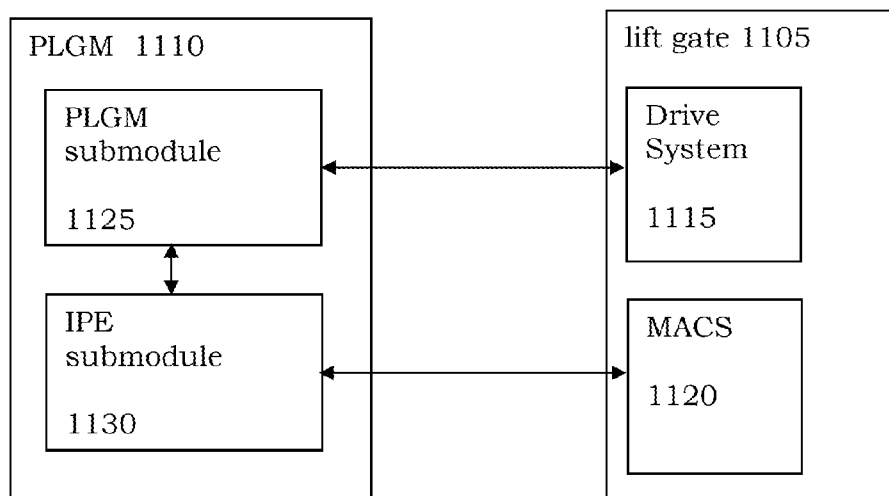 PLGM 1110
PLGM
submodule
1125
IPE
submodule
1130
lift gate 1105
Drive
System
1115
MACS
1120